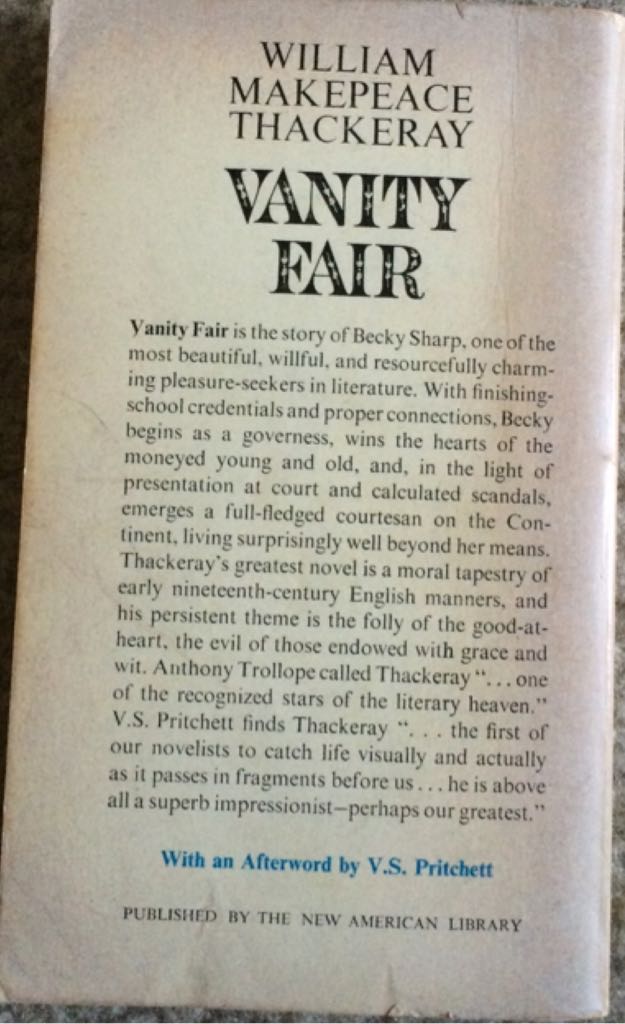 WILLIAM
MAKEPEACE
THACKERAY
VANITY
FAIR
Vanity Fair is the story of Becky Sharp, one of the
most beautiful, willful, and resourcefully charm-
ing pleasure-seekers in literature. With finishing-
school credentials and proper connections, Becky
begins as a governess, wins the hearts of the
moneyed young and old, and, in the light of
presentation at court and calculated scandals,
emerges a full-fledged courtesan on the Con-
tinent, living surprisingly well beyond her means.
Thackeray's greatest novel is a moral tapestry of
early nineteenth-century English manners, and
his persistent theme is the folly of the good-at-
heart, the evil of those endowed with grace and
wit. Anthony Trollope called Thackeray "...one
of the recognized stars of the literary heaven."
V.S. Pritchett finds Thackeray ". . . the first of
our novelists to catch life visually and actually
as it passes in fragments before us...he is above
all a superb impressionist—perhaps our greatest."
With an Afterword by V.S. Pritchett
PUBLISHED BY THE NEW AMERICAN LIBRARY